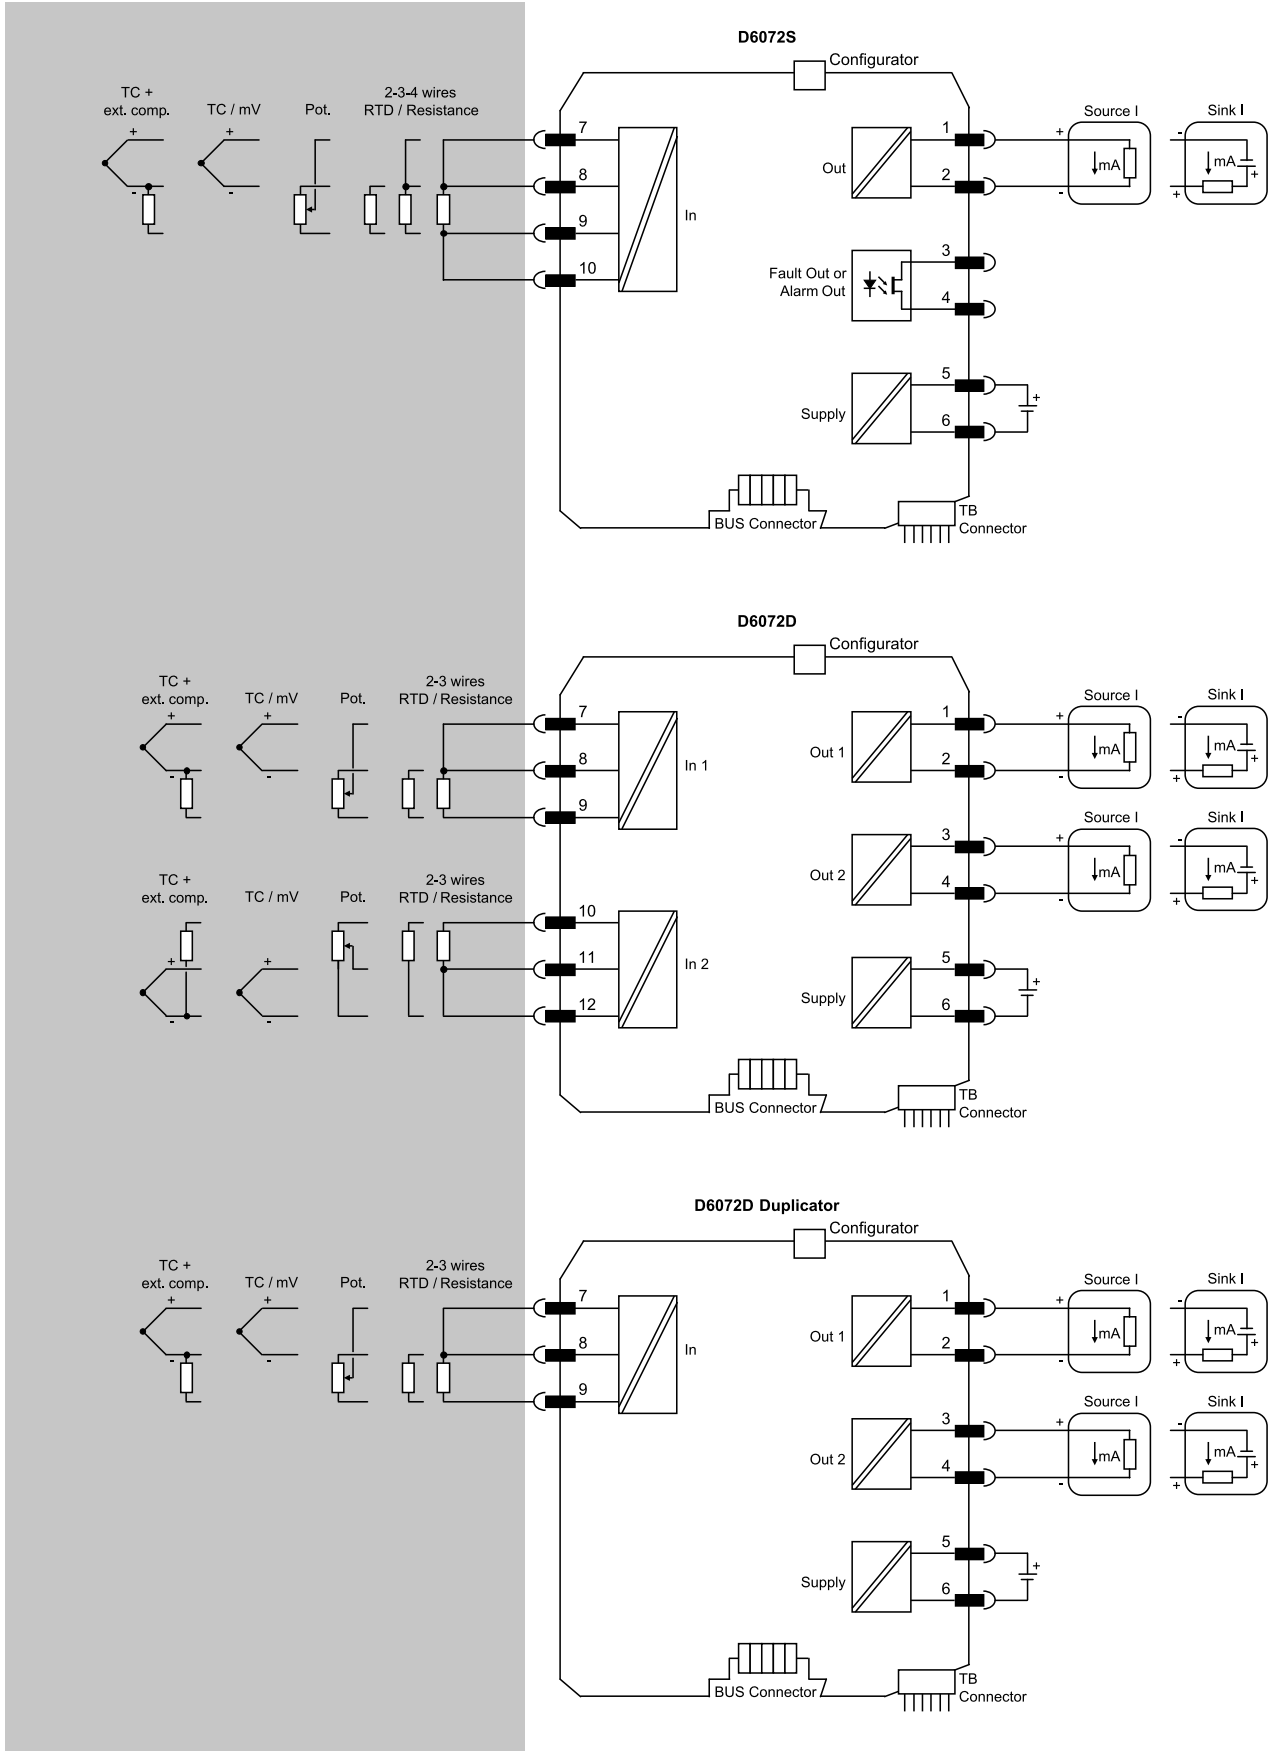 D6072S
Configurator
TC +
ext. comp.
TC / mV
Pot.
2-3-4 wires
RTD / Resistance
+
-
+
-
7
8
9
10
In
Out
1
2
+
-
Source I
mA
Sink I
-
+
mA
+
Fault Out or
Alarm Out
3
4
Supply
5
6
+
BUS Connector
TB
Connector
D6072D
Configurator
TC +
ext. comp.
TC / mV
Pot.
2-3 wires
RTD / Resistance
+
-
+
-
7
8
9
In 1
Out 1
1
2
+
-
Source I
mA
Sink I
-
+
mA
+
TC +
ext. comp.
TC / mV
Pot.
2-3 wires
RTD / Resistance
+
-
+
-
10
11
12
In 2
Out 2
3
4
+
-
Source I
mA
Sink I
-
+
mA
+
Supply
5
6
+
BUS Connector
TB
Connector
D6072D Duplicator
Configurator
TC +
ext. comp.
TC / mV
Pot.
2-3 wires
RTD / Resistance
+
-
+
-
7
8
9
In
Out 1
1
2
+
-
Source I
mA
Sink I
-
+
mA
+
Out 2
3
4
+
-
Source I
mA
Sink I
-
+
mA
+
Supply
5
6
+
BUS Connector
TB
Connector